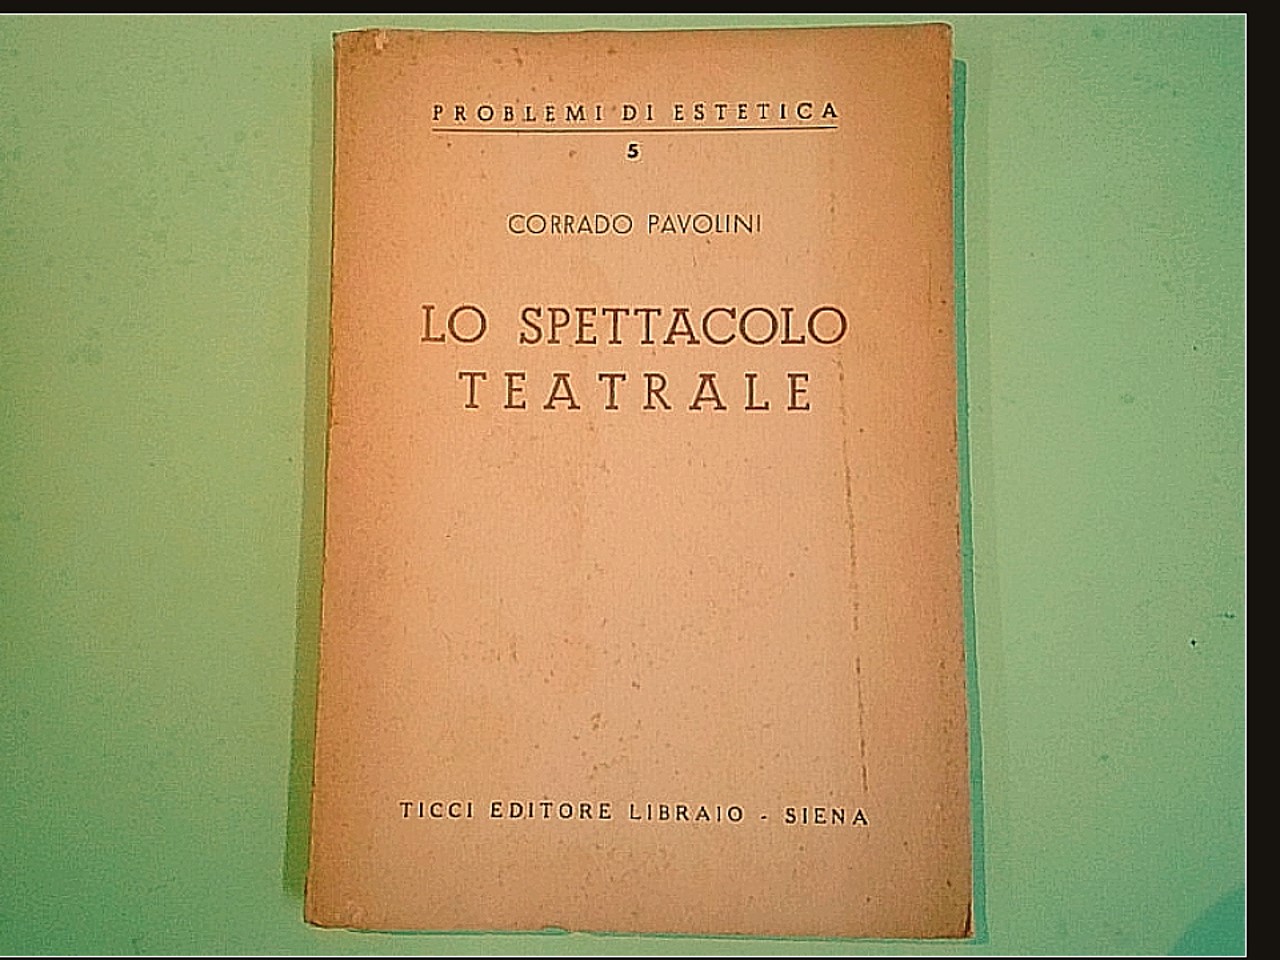 PROBLEMI DI ESTETICA
5
CORRADO PAVOLINI
LO SPETTACOLO
TEATRALE
TICCI EDITORE LIBRAIO - SIENA